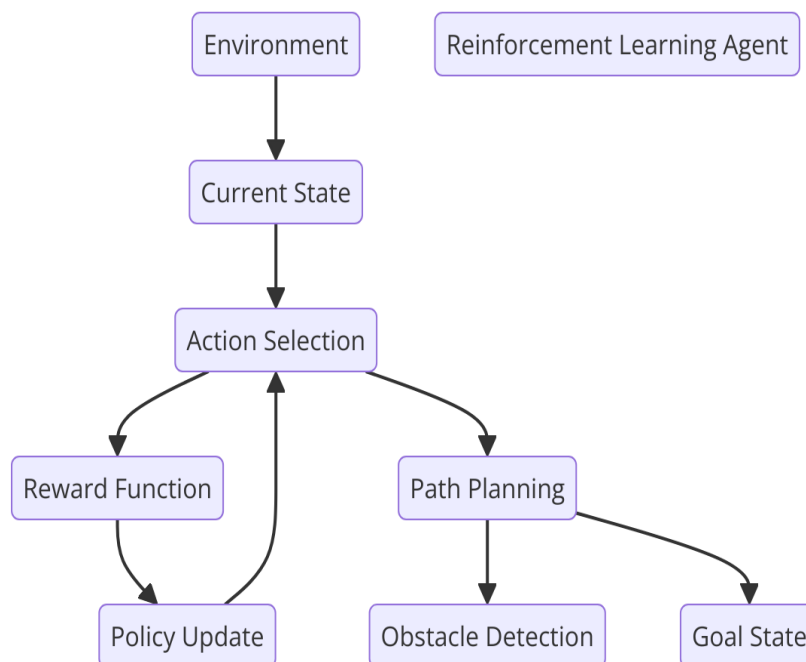 Environment
Reinforcement Learning Agent
Current State
Action Selection
Reward Function
Path Planning
Policy Update
Obstacle Detection
Goal State